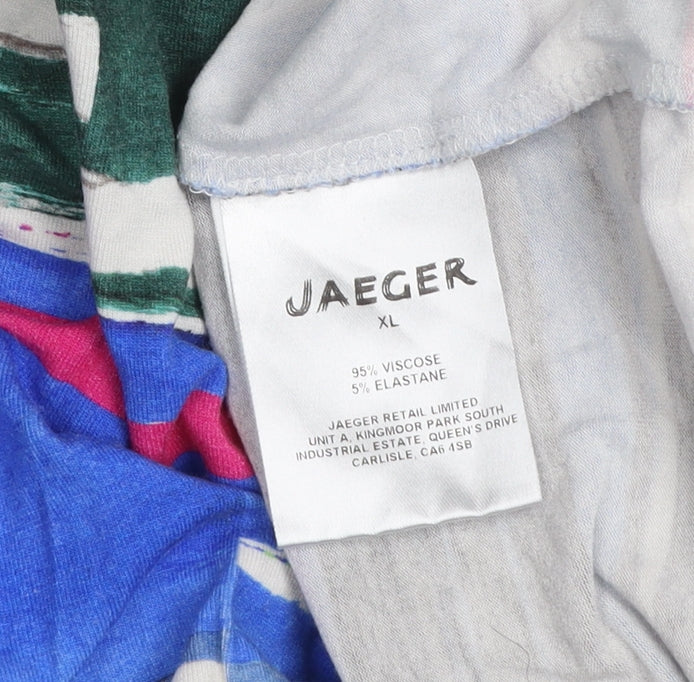 JAEGER
XL
95% VISCOSE
5% ELASTANE
JAEGER RETAIL LIMITED
UNIT A, KINGMOOR PARK SOUTH
INDUSTRIAL ESTATE, QUEEN'S DRIVE
CARLISLE, CA6 4SB